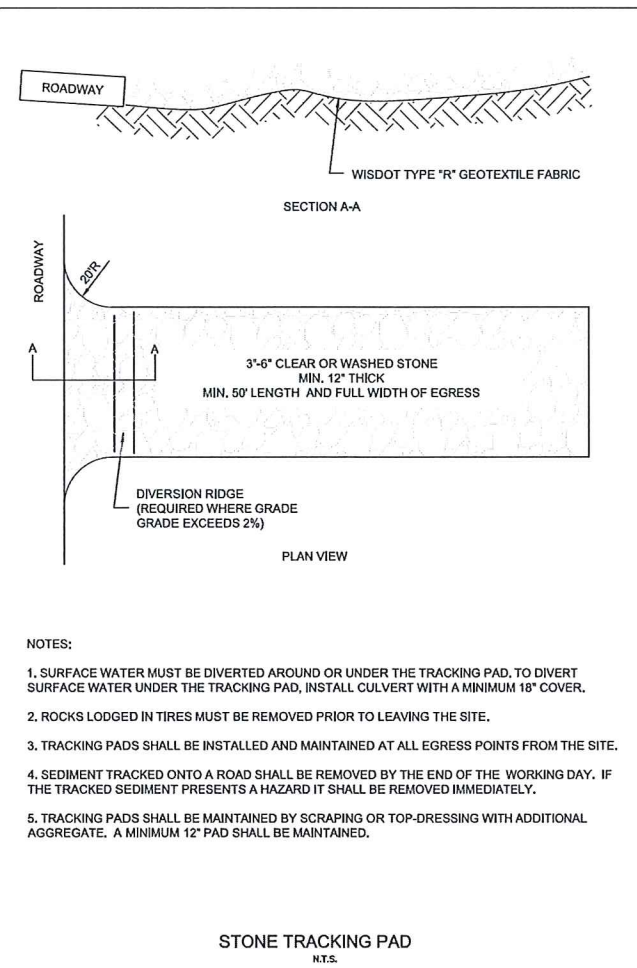 ROADWAY
WISDOT TYPE "R" GEOTEXTILE FABRIC
SECTION A-A
ROADWAY
20'R
A
A
3"-6" CLEAR OR WASHED STONE
MIN. 12" THICK
MIN. 50' LENGTH AND FULL WIDTH OF EGRESS
DIVERSION RIDGE
(REQUIRED WHERE GRADE
GRADE EXCEEDS 2%)
PLAN VIEW
NOTES:
1. SURFACE WATER MUST BE DIVERTED AROUND OR UNDER THE TRACKING PAD. TO DIVERT
SURFACE WATER UNDER THE TRACKING PAD, INSTALL CULVERT WITH A MINIMUM 18" COVER.
2. ROCKS LODGED IN TIRES MUST BE REMOVED PRIOR TO LEAVING THE SITE.
3. TRACKING PADS SHALL BE INSTALLED AND MAINTAINED AT ALL EGRESS POINTS FROM THE SITE.
4. SEDIMENT TRACKED ONTO A ROAD SHALL BE REMOVED BY THE END OF THE WORKING DAY. IF
THE TRACKED SEDIMENT PRESENTS A HAZARD IT SHALL BE REMOVED IMMEDIATELY.
5. TRACKING PADS SHALL BE MAINTAINED BY SCRAPING OR TOP-DRESSING WITH ADDITIONAL
AGGREGATE. A MINIMUM 12" PAD SHALL BE MAINTAINED.
STONE TRACKING PAD
N.T.S.